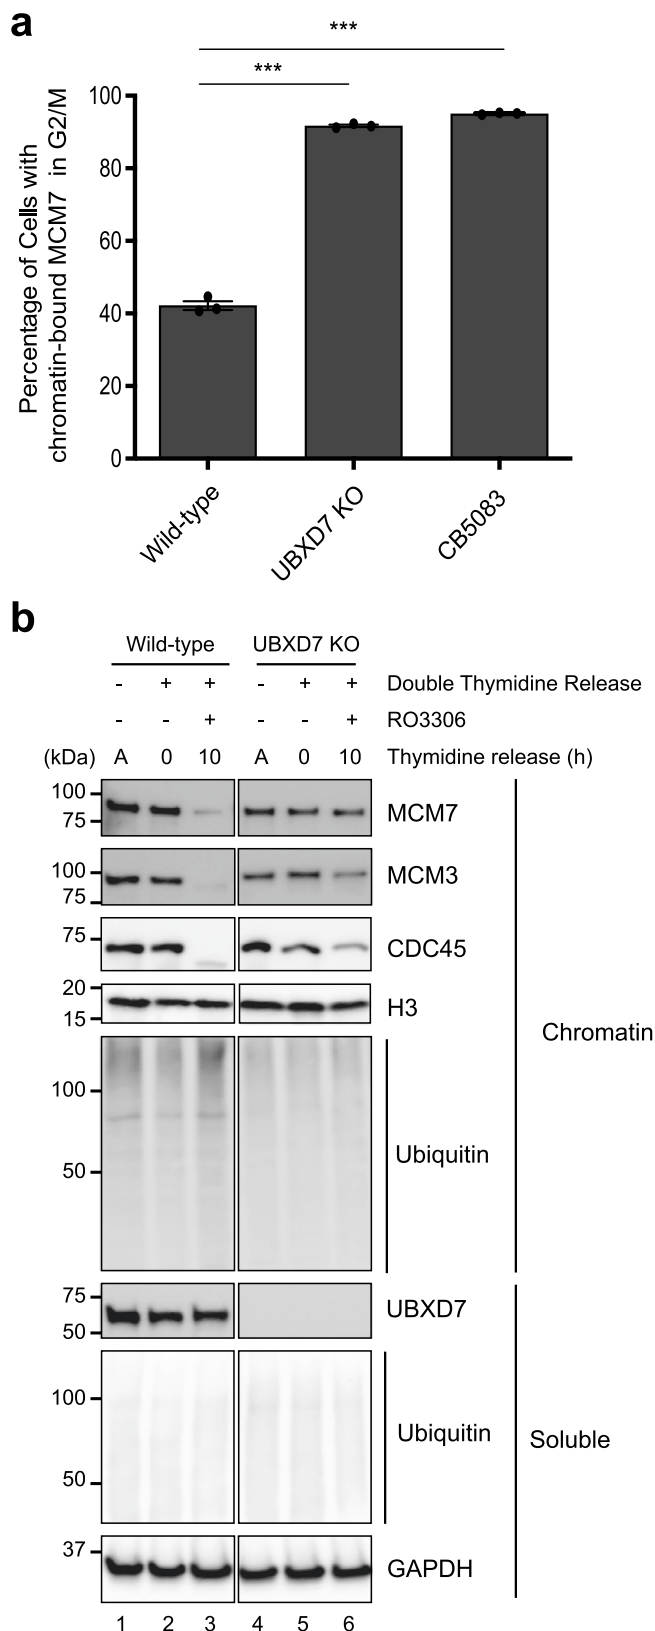 a
***
***
Percentage of Cells with
chromatin-bound MCM7 in G2/M
100
80
60
40
20
0
Wild-type
UBXD7 KO
CB5083
b
Wild-type UBXD7 KO
- + + - + + Double Thymidine Release
- - + - - + RO3306
(kDa) A 0 10 A 0 10 Thymidine release (h)
100
75
MCM7
100
75
MCM3
75
CDC45
20
15
H3
Chromatin
100
50
Ubiquitin
75
50
UBXD7
100
50
Ubiquitin
Soluble
37
GAPDH
1 2 3 4 5 6